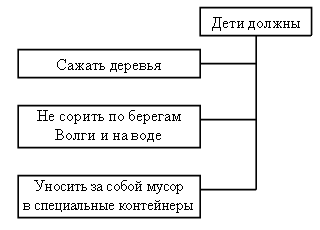 Дети должны
Сажать деревья
Не сорить по берегам
Волги и на воде
Уносить за собой мусор
в специальные контейнеры